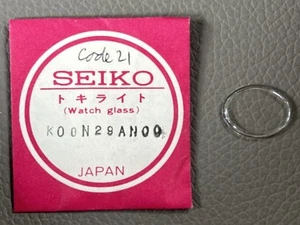 Code 21
SEIKO
トキライト
(Watch glass)
K00N29AN00
JAPAN